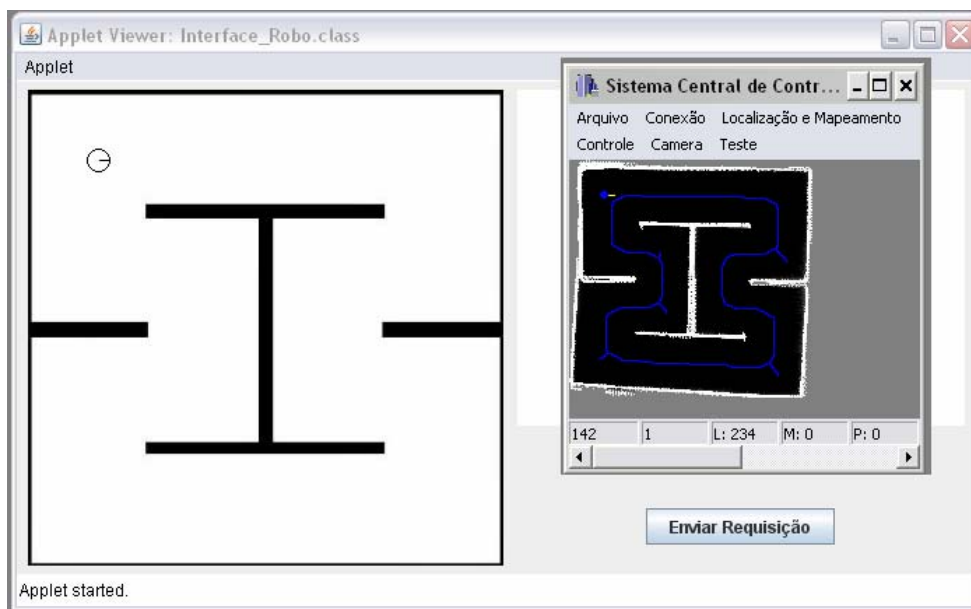 Applet Viewer: Interface_Robo.class
Applet
Sistema Central de Contr...
Arquivo Conexão Localização e Mapeamento
Controle Camera Teste
142 1 L: 234 M: 0 P: 0
Enviar Requisição
Applet started.